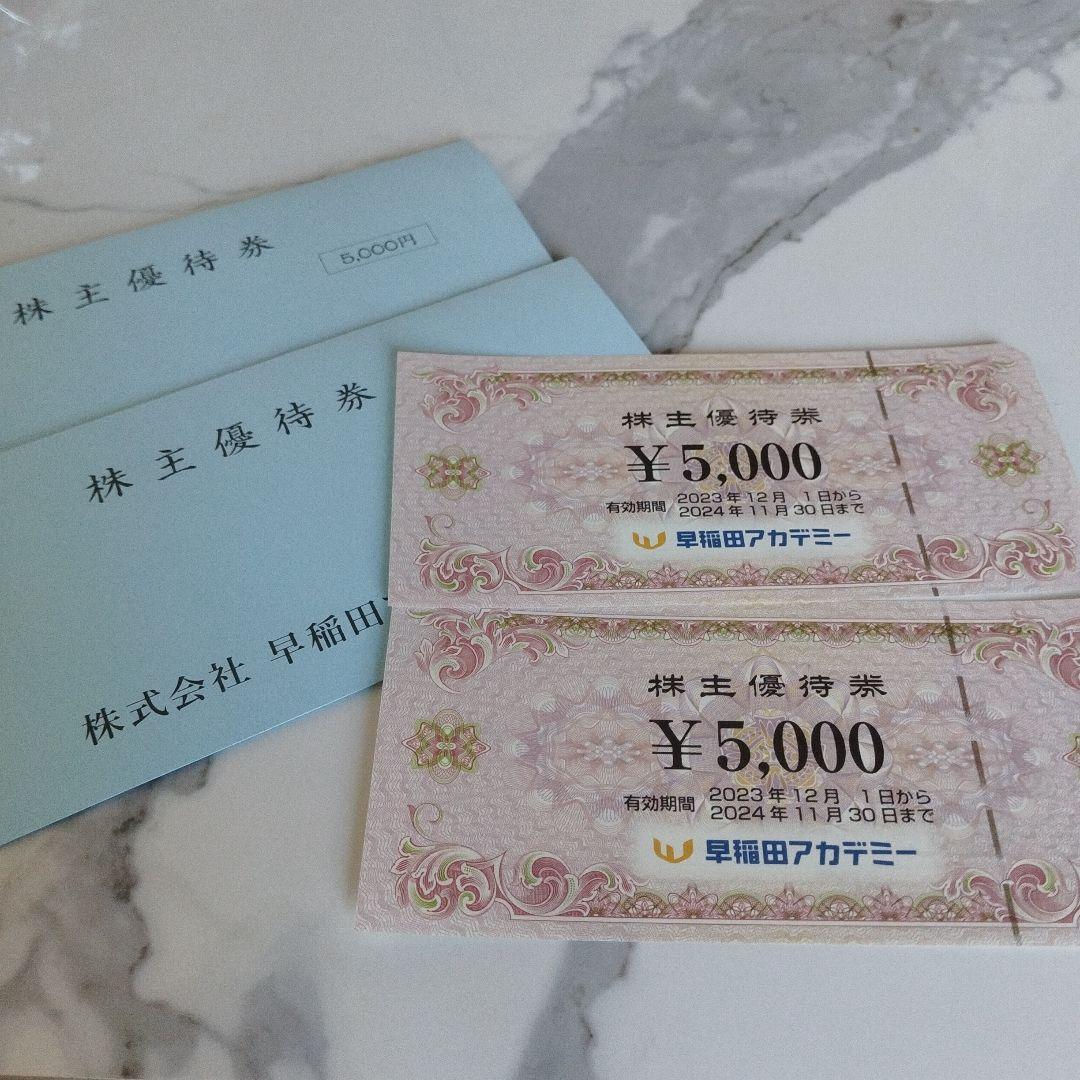 株主優待券
5,000円
株主優待券
株式会社 早稲田
株主優待券
¥5,000
有効期間 2023年12月 1日から
2024年11月30日まで
早稲田アカデミー
株主優待券
¥5,000
有効期間 2023年12月 1日から
2024年11月30日まで
早稲田アカデミー